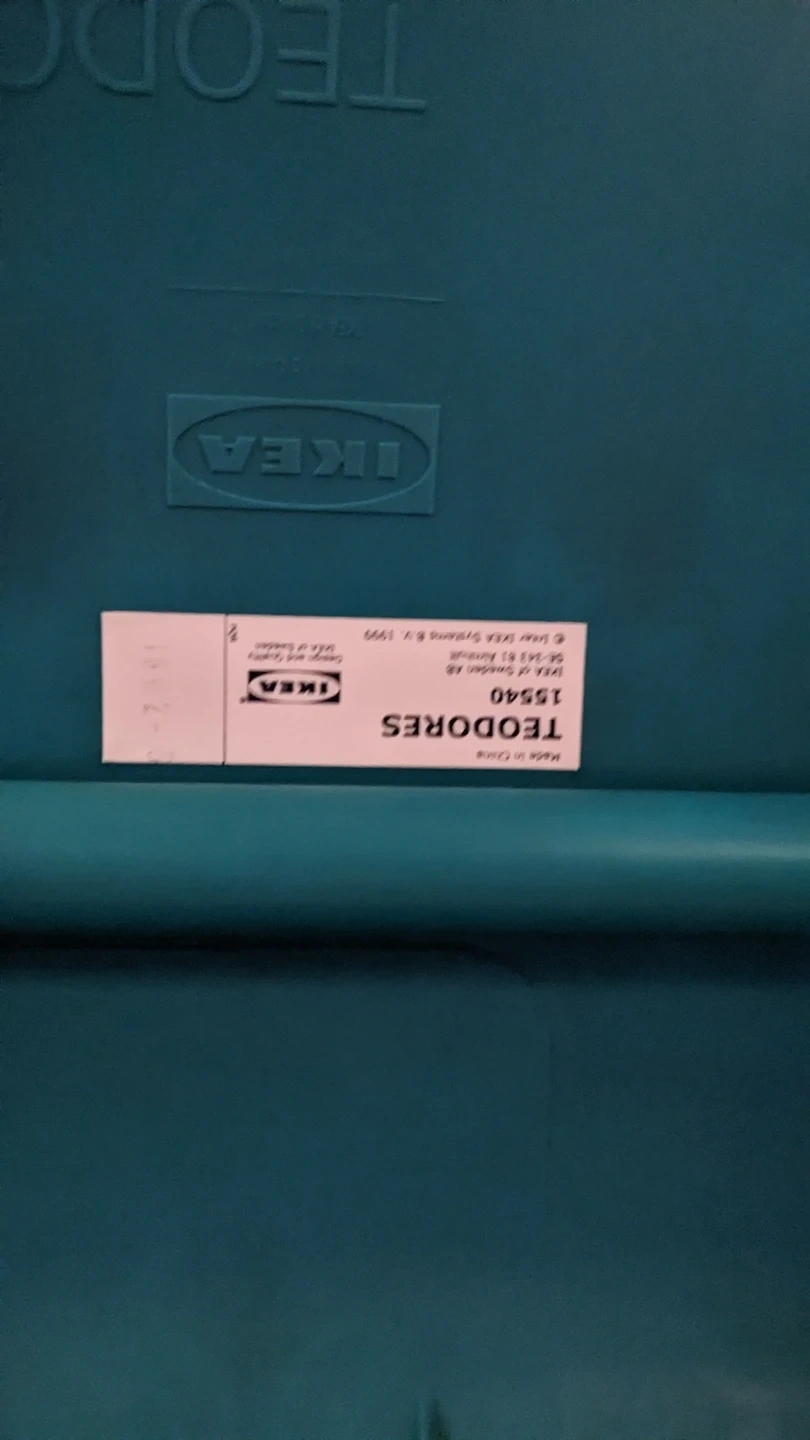 Made in China
TEODORES
15540
IKEA of Sweden AB
SE-343 81 Älmhult
© Inter IKEA Systems B.V. 1999
IKEA®
Design and Quality
IKEA of Sweden
IKEA
TEODO